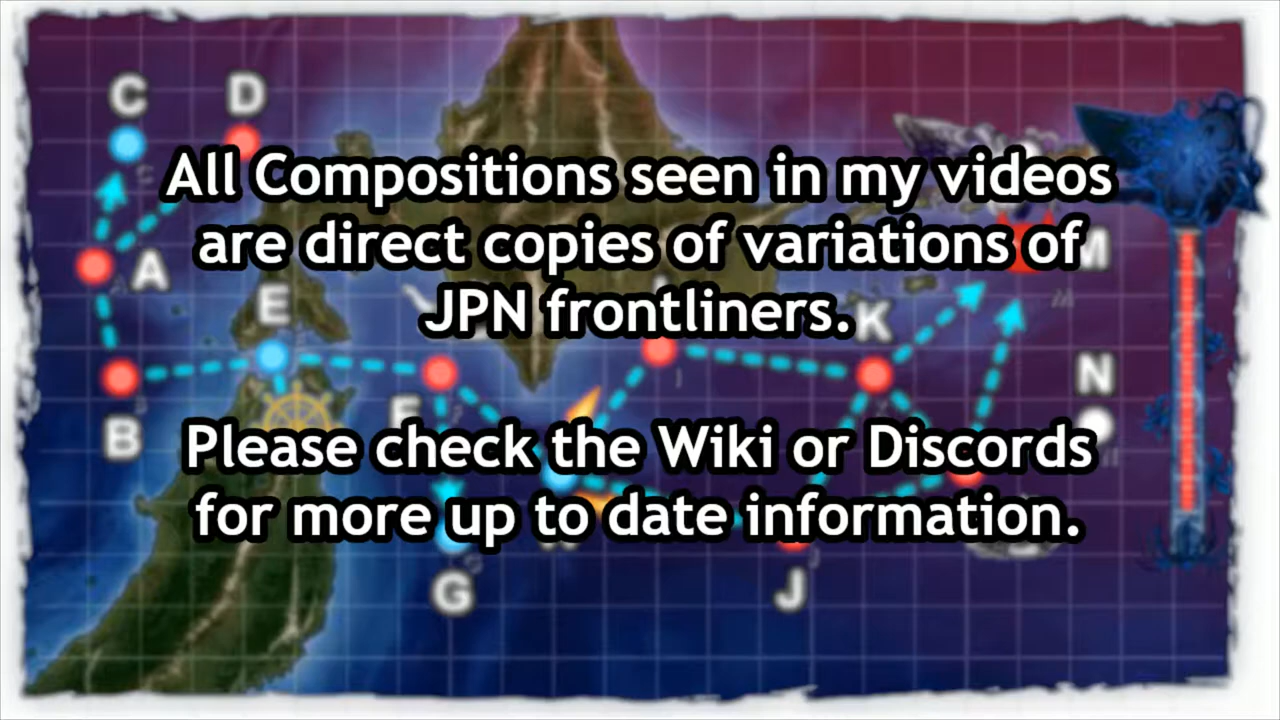 C D
All Compositions seen in my videos
are direct copies of variations of
JPN frontliners.
A
E
K
M
N
B
F
Please check the Wiki or Discords
for more up to date information.
G
J